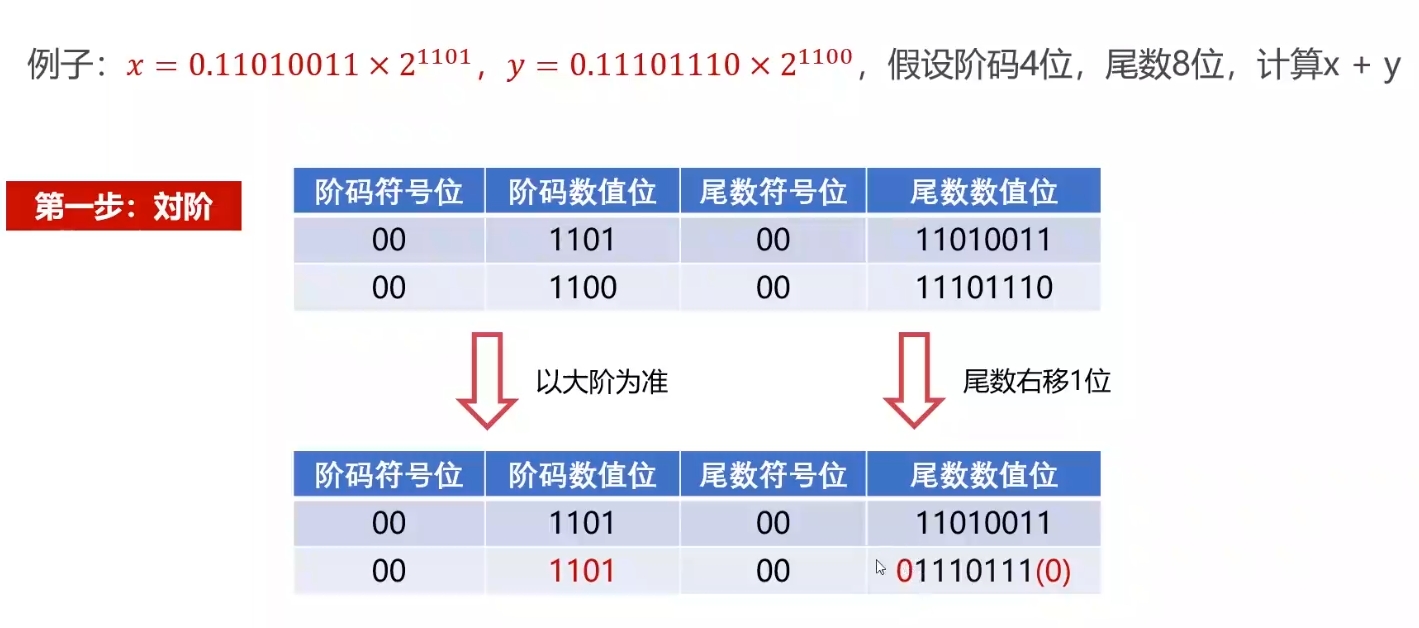 例子：x = 0.11010011 × 2^1101，y = 0.11101110 × 2^1100，假设阶码4位，尾数8位，计算x + y
第一步：对阶
阶码符号位 阶码数值位 尾数符号位 尾数数值位
00 1101 00 11010011
00 1100 00 11101110
以大阶为准 尾数右移1位
阶码符号位 阶码数值位 尾数符号位 尾数数值位
00 1101 00 11010011
00 1101 00 01110111(0)